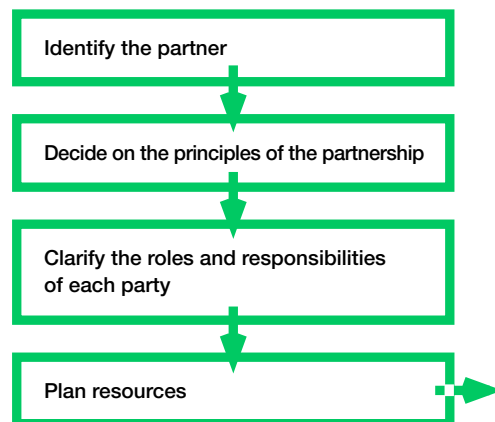 Identify the partner
Decide on the principles of the partnership
Clarify the roles and responsibilities
of each party
Plan resources